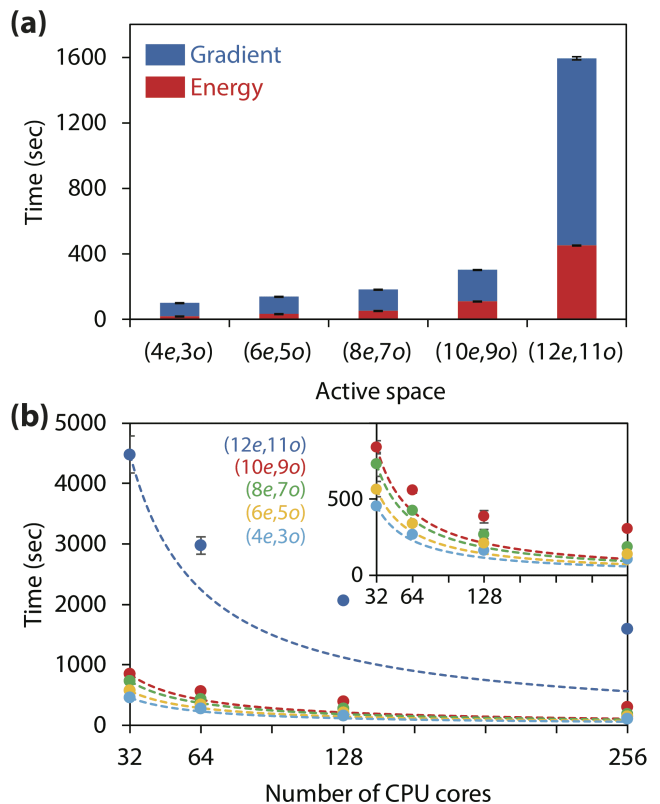 (a)
1600
1200
800
400
0
Time (sec)
Gradient
Energy
(4e,3o) (6e,5o) (8e,7o) (10e,9o) (12e,11o)
Active space
(b)
5000
4000
3000
2000
1000
0
Time (sec)
(12e,11o)
(10e,9o)
(8e,7o)
(6e,5o)
(4e,3o)
500
0
32 64 128
32 64 128 256
Number of CPU cores